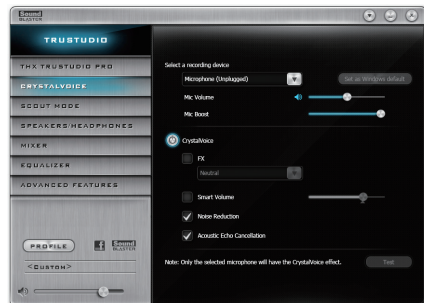 Sound
BLASTER
TRUSTUDIO
THX TRUSTUDIO PRO
CRYSTALVOICE
SCOUT MODE
SPEAKERS/HEADPHONES
MIXER
EQUALIZER
ADVANCED FEATURES
PROFILE
f
Sound
BLASTER
<CUSTOM>
Select a recording device
Microphone (Unplugged)
Set as Windows default
Mic Volume
Mic Boost
CrystalVoice
FX
Neutral
Smart Volume
Noise Reduction
Acoustic Echo Cancellation
Note: Only the selected microphone will have the CrystalVoice effect.
Test